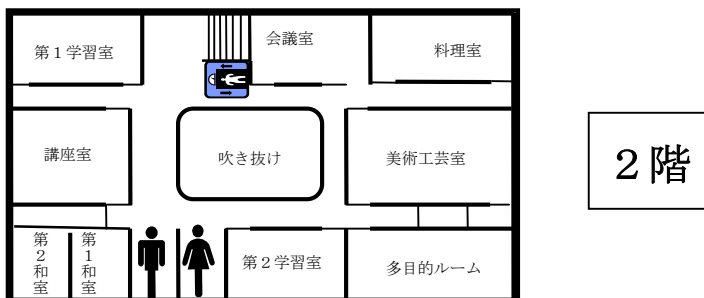 第1学習室
会議室
料理室
講座室
吹き抜け
美術工芸室
２階
第2和室
第1和室
第2学習室
多目的ルーム